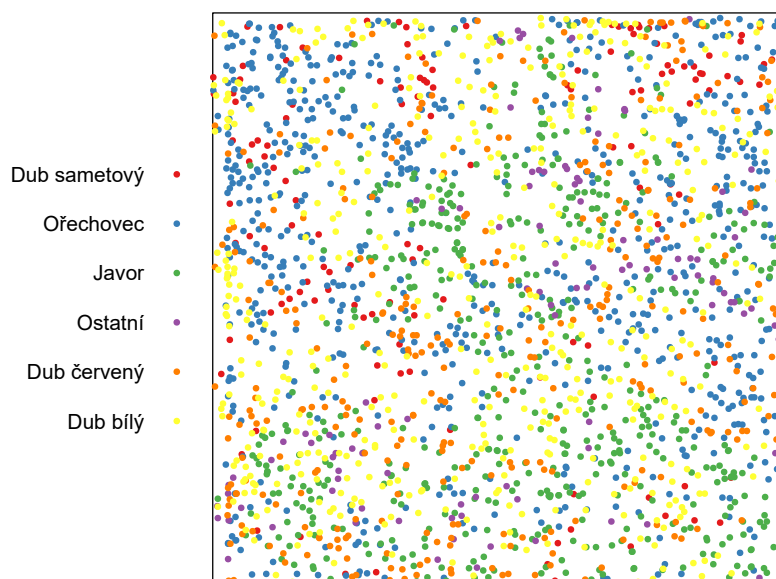 Dub sametový
Ořechovec
Javor
Ostatní
Dub červený
Dub bílý